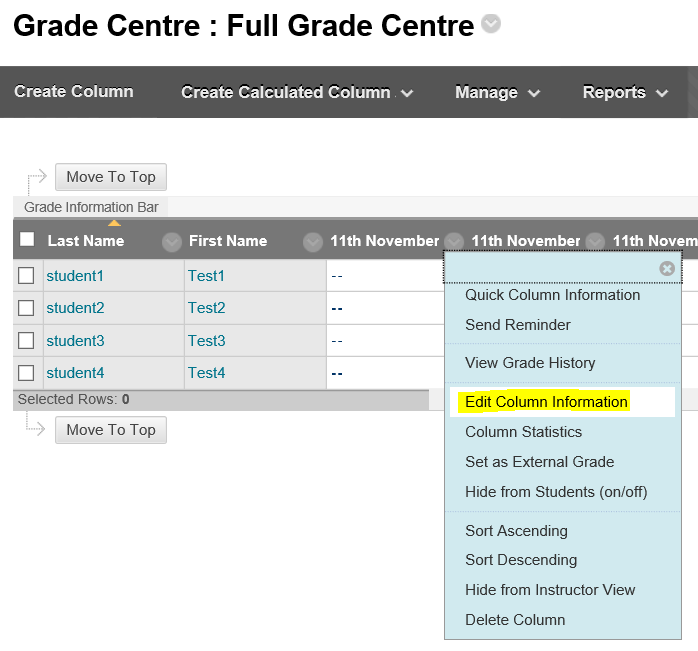 Grade Centre : Full Grade Centre
Create Column Create Calculated Column Manage Reports
Move To Top
Grade Information Bar
Last Name First Name 11th November 11th November 11th Novem
student1 Test1 --
student2 Test2 --
student3 Test3 --
student4 Test4 --
Selected Rows: 0
Move To Top
Quick Column Information
Send Reminder
View Grade History
Edit Column Information
Column Statistics
Set as External Grade
Hide from Students (on/off)
Sort Ascending
Sort Descending
Hide from Instructor View
Delete Column